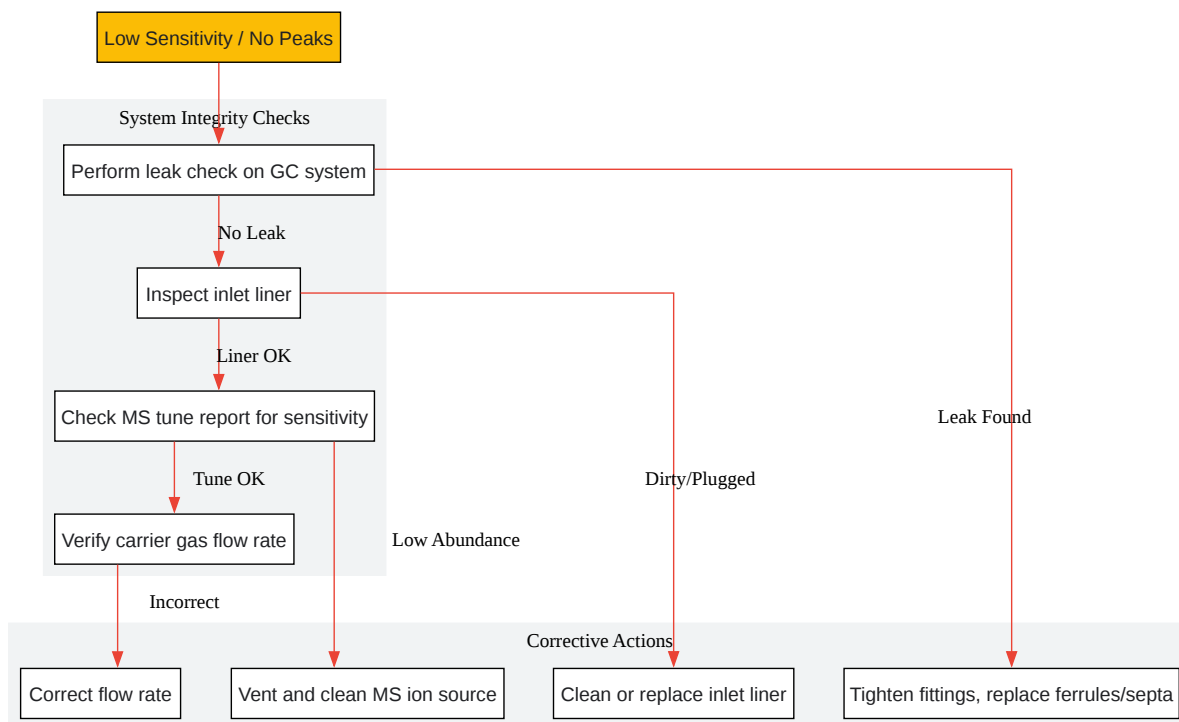 Low Sensitivity / No Peaks
System Integrity Checks
Perform leak check on GC system
No Leak
Inspect inlet liner
Liner OK
Check MS tune report for sensitivity
Leak Found
Tune OK
Dirty/Plugged
Verify carrier gas flow rate
Low Abundance
Incorrect
Corrective Actions
Correct flow rate
Vent and clean MS ion source
Clean or replace inlet liner
Tighten fittings, replace ferrules/septa